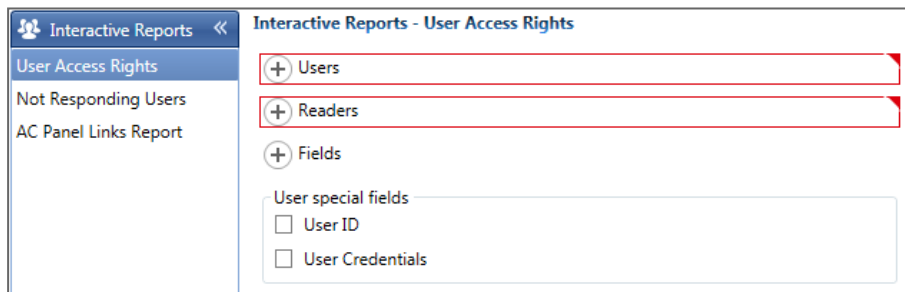 Interactive Reports
User Access Rights
Not Responding Users
AC Panel Links Report
Interactive Reports - User Access Rights
Users
Readers
Fields
User special fields
User ID
User Credentials